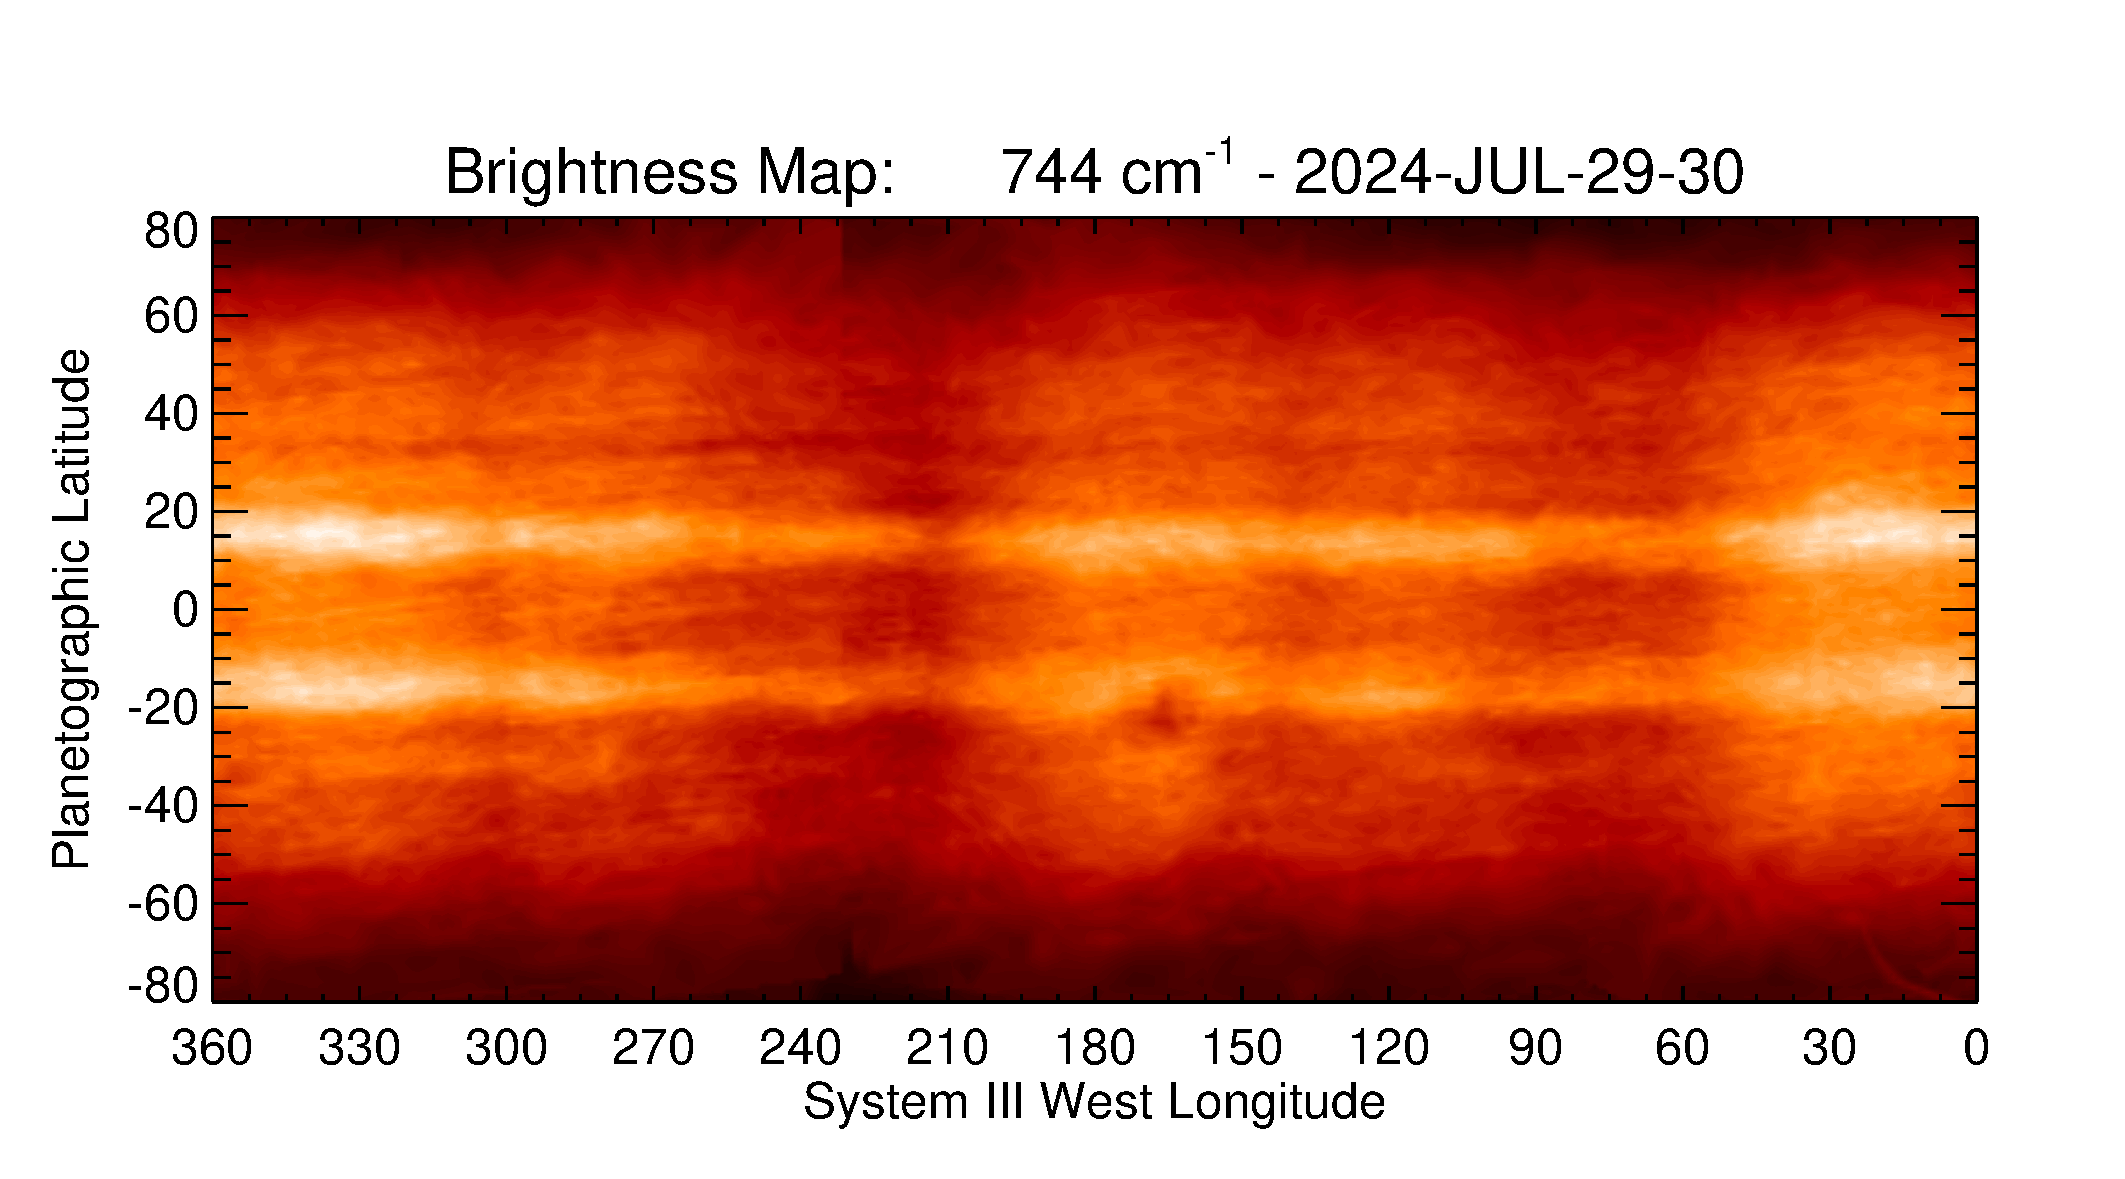 Brightness Map: 744 cm⁻¹ - 2024-JUL-29-30
80
60
40
20
0
-20
-40
-60
-80
Planetographic Latitude
360 330 300 270 240 210 180 150 120 90 60 30 0
System III West Longitude